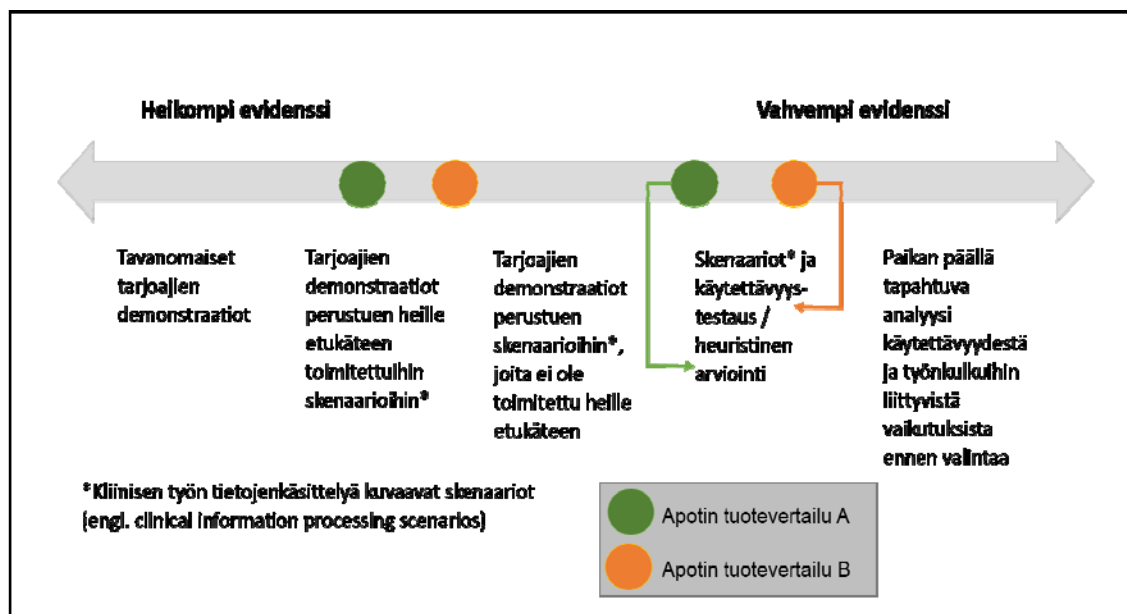 Heikompi evidenssi
Vahvempi evidenssi
Tavanomaiset
tarjoajien
demonstraatiot
Tarjoajien
demonstraatiot
perustuen heille
etukäteen
toimitettuihin
skenaarioihin*
Tarjoajien
demonstraatiot
perustuen
skenaarioihin*,
joita ei ole
toimitettu heille
etukäteen
Skenaariot* ja
käytettävyys-
testaus /
heuristinen
arviointi
Paikan päällä
tapahtuva
analyysi
käytettävyydestä
ja työnkulkuihin
liittyvistä
vaikutuksista
ennen valintaa
*Kliinisen työn tietojenkäsittelyä kuvaavat skenaariot
(engl. clinical information processing scenarios)
Apotin tuotevertailu A
Apotin tuotevertailu B